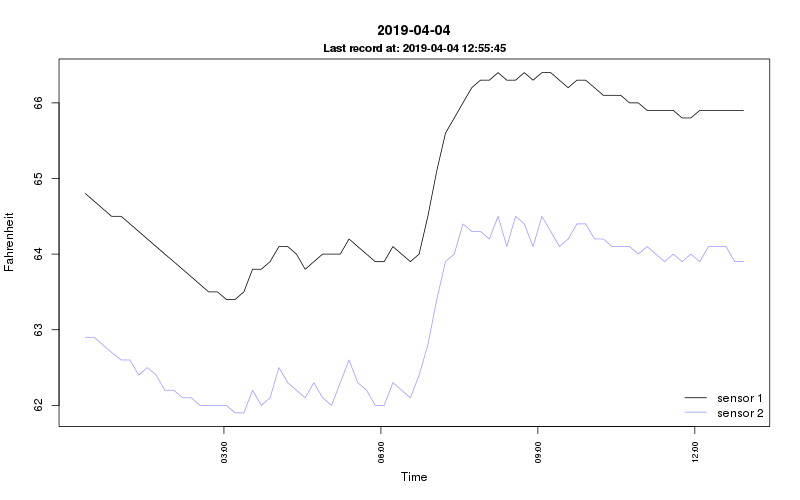 2019-04-04
Last record at: 2019-04-04 12:55:45
Fahrenheit
66
65
64
63
62
sensor 1
sensor 2
03:00
06:00
09:00
12:00
Time